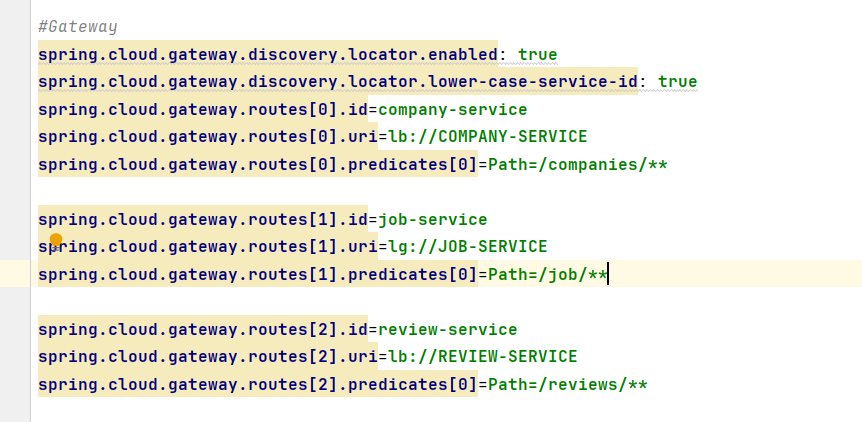 #Gateway
spring.cloud.gateway.discovery.locator.enabled: true
spring.cloud.gateway.discovery.locator.lower-case-service-id: true
spring.cloud.gateway.routes[0].id=company-service
spring.cloud.gateway.routes[0].uri=lb://COMPANY-SERVICE
spring.cloud.gateway.routes[0].predicates[0]=Path=/companies/**
spring.cloud.gateway.routes[1].id=job-service
spring.cloud.gateway.routes[1].uri=lg://JOB-SERVICE
spring.cloud.gateway.routes[1].predicates[0]=Path=/job/**
spring.cloud.gateway.routes[2].id=review-service
spring.cloud.gateway.routes[2].uri=lb://REVIEW-SERVICE
spring.cloud.gateway.routes[2].predicates[0]=Path=/reviews/**